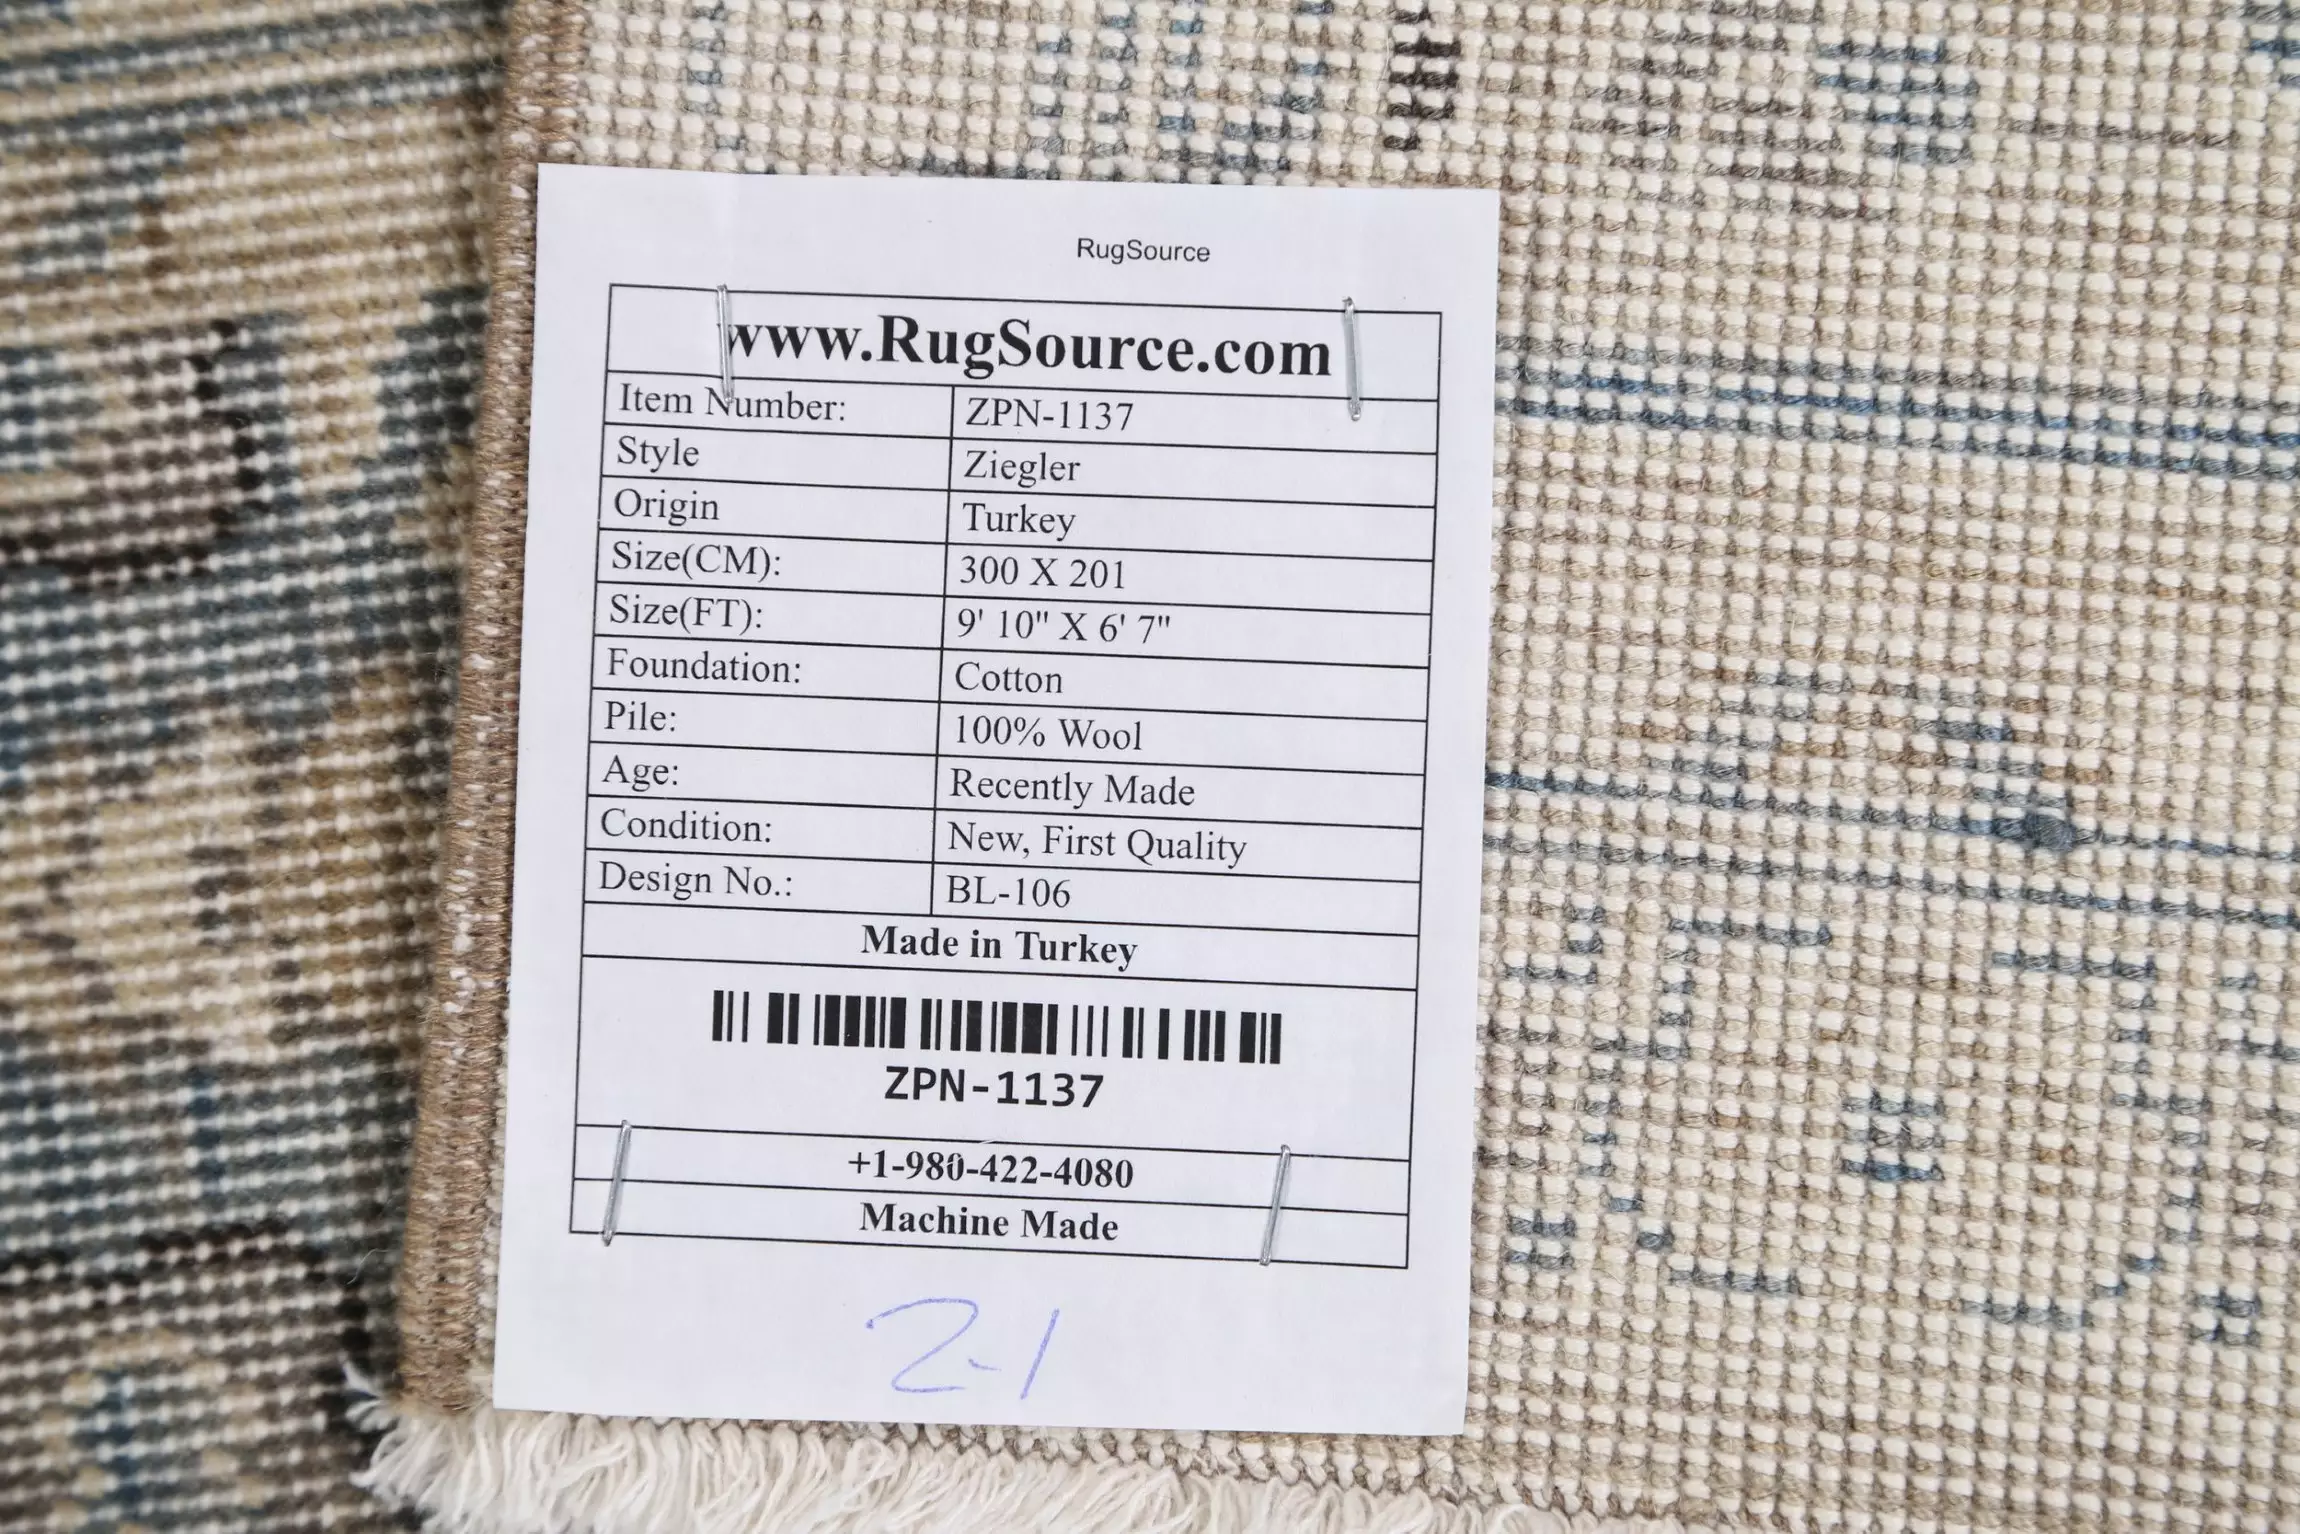 RugSource
www.RugSource.com
Item Number: ZPN-1137
Style Ziegler
Origin Turkey
Size(CM): 300 X 201
Size(FT): 9' 10" X 6' 7"
Foundation: Cotton
Pile: 100% Wool
Age: Recently Made
Condition: New, First Quality
Design No.: BL-106
Made in Turkey
ZPN-1137
+1-980-422-4080
Machine Made
2-1